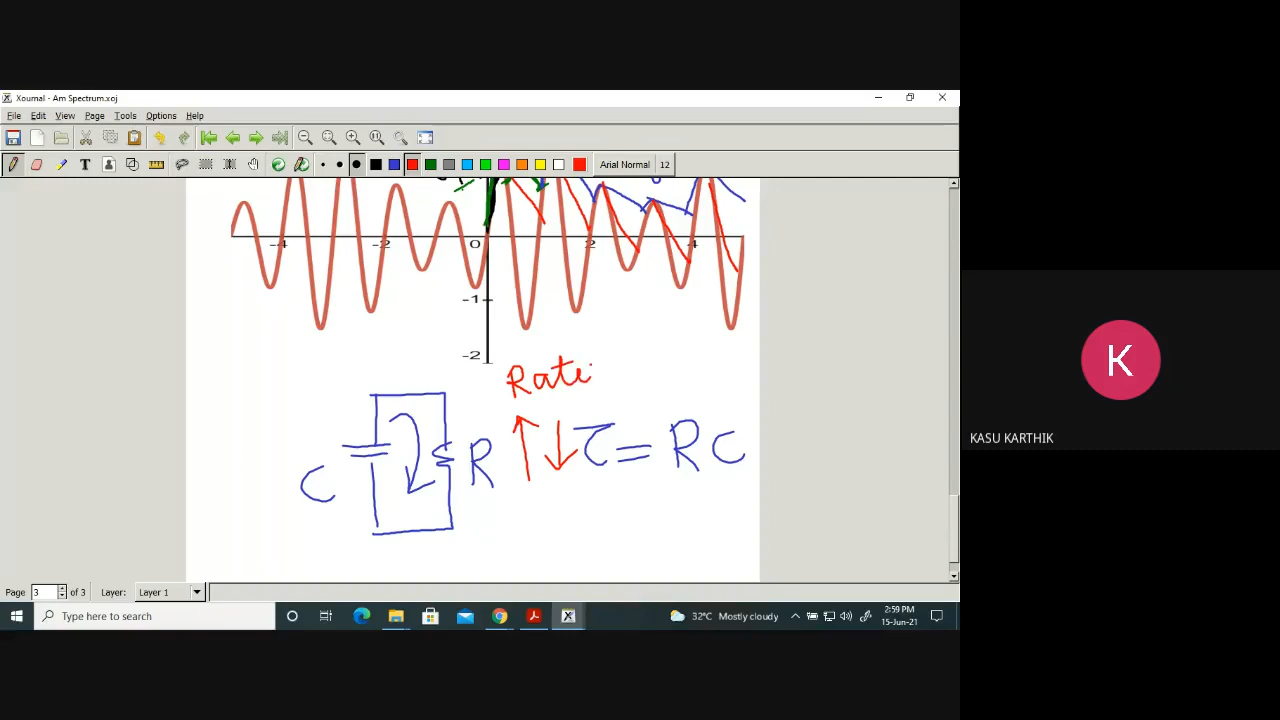 Xournal - Am Spectrum.xoj
File Edit View Page Tools Options Help
Arial Normal 12
-4 -2 0 2 4
-1
-2
Rate
C R τ = RC
Page 3 of 3 Layer: Layer 1
Type here to search
32°C Mostly cloudy
2:59 PM
15-Jun-21
K
KASU KARTHIK